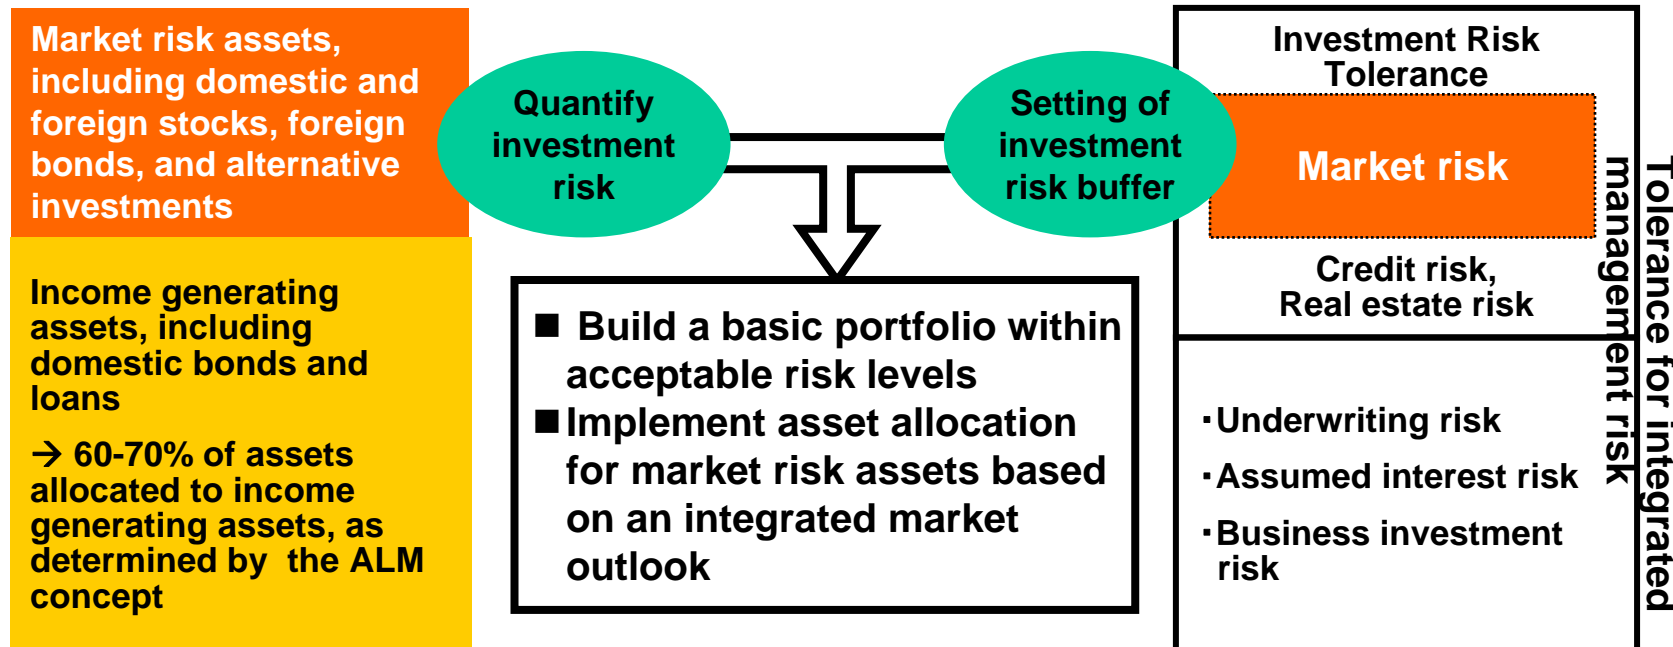 Market risk assets,
including domestic and
foreign stocks, foreign
bonds, and alternative
investments
Income generating
assets, including
domestic bonds and
loans
→ 60-70% of assets
allocated to income
generating assets, as
determined by the ALM
concept
Quantify
investment
risk
Setting of
investment
risk buffer
■ Build a basic portfolio within
acceptable risk levels
■ Implement asset allocation
for market risk assets based
on an integrated market
outlook
Investment Risk
Tolerance
Market risk
Credit risk,
Real estate risk
・Underwriting risk
・Assumed interest risk
・Business investment
risk
Tolerance for integrated
management risk